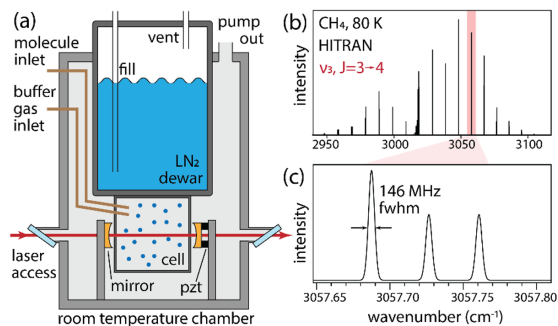 (a)
molecule
inlet
buffer
gas
inlet
fill
vent
pump
out
LN₂
dewar
laser
access
mirror
cell
pzt
room temperature chamber
(b)
CH₄, 80 K
HITRAN
ν₃, J=3→4
intensity
2950
3000
3050
3100
(c)
146 MHz
fwhm
intensity
3057.65
3057.70
3057.75
3057.80
wavenumber (cm⁻¹)